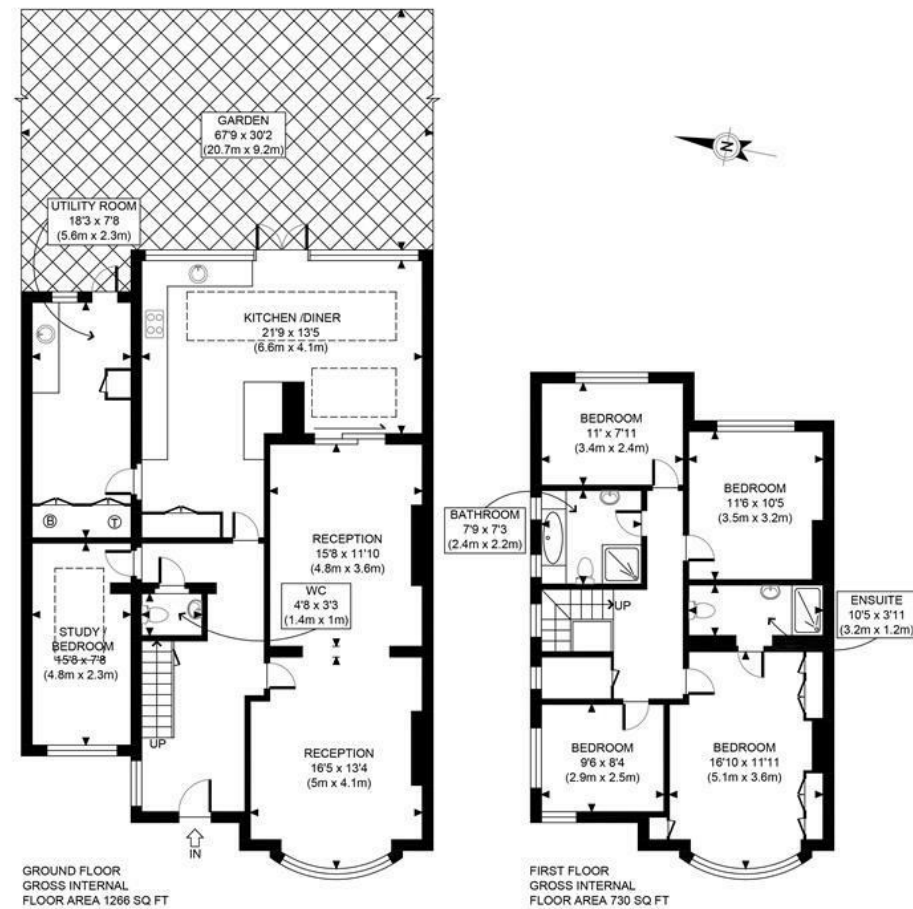 GARDEN
67'9 x 30'2
(20.7m x 9.2m)
N
UTILITY ROOM
18'3 x 7'8
(5.6m x 2.3m)
KITCHEN /DINER
21'9 x 13'5
(6.6m x 4.1m)
B
T
RECEPTION
15'8 x 11'10
(4.8m x 3.6m)
WC
4'8 x 3'3
(1.4m x 1m)
STUDY /
BEDROOM
15'8 x 7'8
(4.8m x 2.3m)
UP
RECEPTION
16'5 x 13'4
(5m x 4.1m)
IN
GROUND FLOOR
GROSS INTERNAL
FLOOR AREA 1266 SQ FT
BEDROOM
11' x 7'11
(3.4m x 2.4m)
BEDROOM
11'6 x 10'5
(3.5m x 3.2m)
BATHROOM
7'9 x 7'3
(2.4m x 2.2m)
UP
ENSUITE
10'5 x 3'11
(3.2m x 1.2m)
BEDROOM
9'6 x 8'4
(2.9m x 2.5m)
BEDROOM
16'10 x 11'11
(5.1m x 3.6m)
FIRST FLOOR
GROSS INTERNAL
FLOOR AREA 730 SQ FT